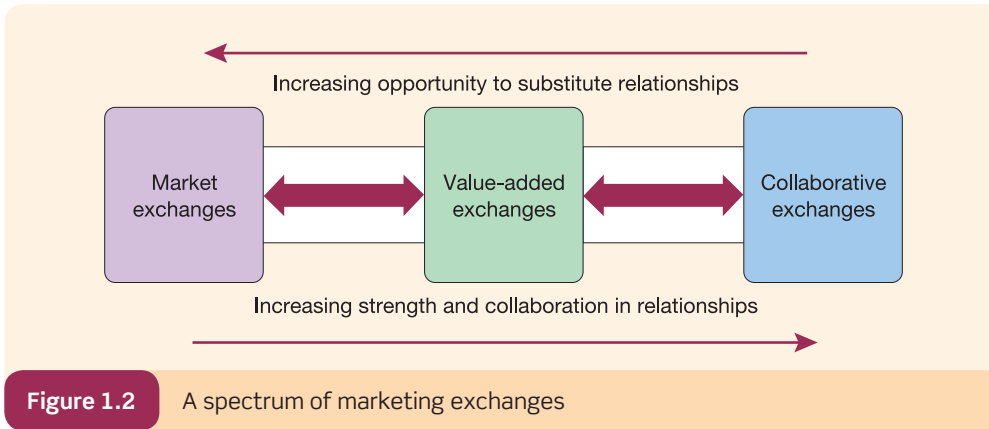 Increasing opportunity to substitute relationships
Market
exchanges
Value-added
exchanges
Collaborative
exchanges
Increasing strength and collaboration in relationships
Figure 1.2
A spectrum of marketing exchanges